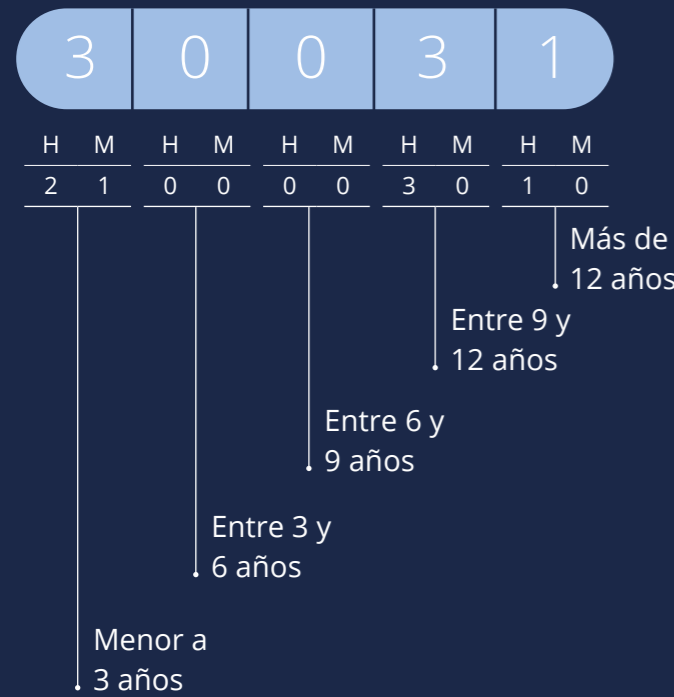 3 0 0 3 1
H M H M H M H M H M
2 1 0 0 0 0 3 0 1 0
Más de
12 años
Entre 9 y
12 años
Entre 6 y
9 años
Entre 3 y
6 años
Menor a
3 años